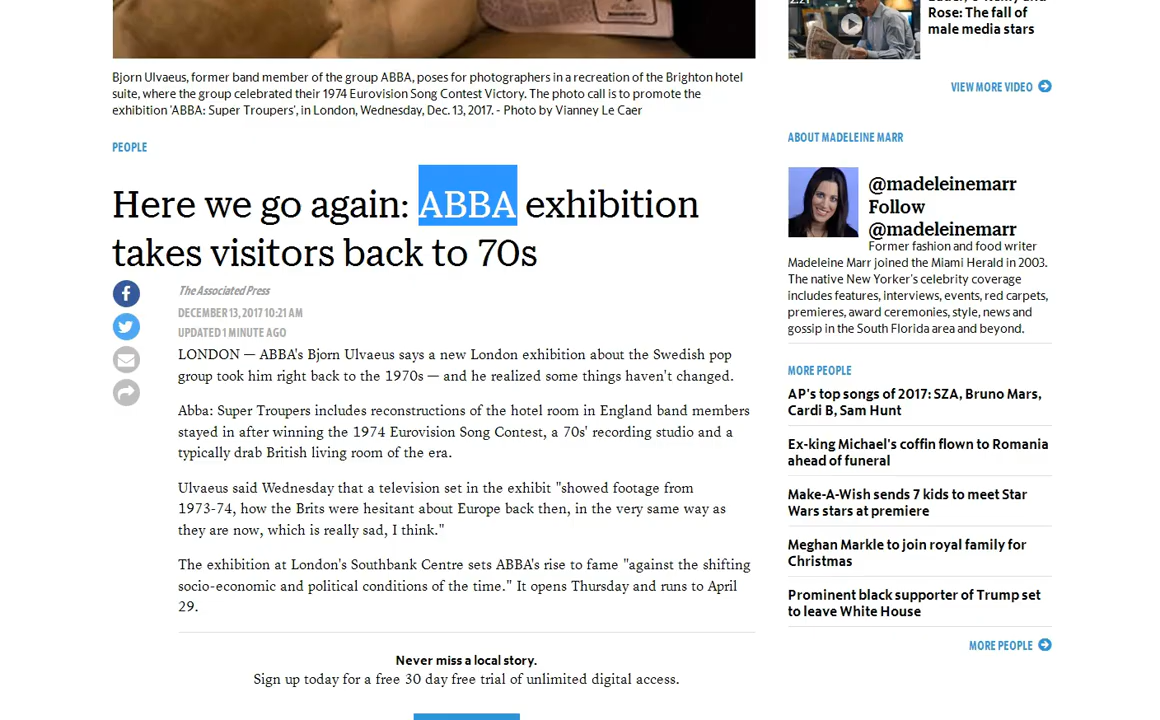 Bjorn Ulvaeus, former band member of the group ABBA, poses for photographers in a recreation of the Brighton hotel
suite, where the group celebrated their 1974 Eurovision Song Contest Victory. The photo call is to promote the
exhibition 'ABBA: Super Troupers', in London, Wednesday, Dec. 13, 2017. - Photo by Vianney Le Caer
PEOPLE
Here we go again: ABBA exhibition
takes visitors back to 70s
The Associated Press
DECEMBER 13, 2017 10:21 AM
UPDATED 1 MINUTE AGO
LONDON — ABBA's Bjorn Ulvaeus says a new London exhibition about the Swedish pop
group took him right back to the 1970s — and he realized some things haven't changed.
Abba: Super Troupers includes reconstructions of the hotel room in England band members
stayed in after winning the 1974 Eurovision Song Contest, a 70s' recording studio and a
typically drab British living room of the era.
Ulvaeus said Wednesday that a television set in the exhibit "showed footage from
1973-74, how the Brits were hesitant about Europe back then, in the very same way as
they are now, which is really sad, I think."
The exhibition at London's Southbank Centre sets ABBA's rise to fame "against the shifting
socio-economic and political conditions of the time." It opens Thursday and runs to April
29.
Never miss a local story.
Sign up today for a free 30 day free trial of unlimited digital access.
Rose: The fall of
male media stars
VIEW MORE VIDEO
ABOUT MADELEINE MARR
@madeleinemarr
Follow
@madeleinemarr
Former fashion and food writer
Madeleine Marr joined the Miami Herald in 2003.
The native New Yorker's celebrity coverage
includes features, interviews, events, red carpets,
premieres, award ceremonies, style, news and
gossip in the South Florida area and beyond.
MORE PEOPLE
AP's top songs of 2017: SZA, Bruno Mars,
Cardi B, Sam Hunt
Ex-king Michael's coffin flown to Romania
ahead of funeral
Make-A-Wish sends 7 kids to meet Star
Wars stars at premiere
Meghan Markle to join royal family for
Christmas
Prominent black supporter of Trump set
to leave White House
MORE PEOPLE